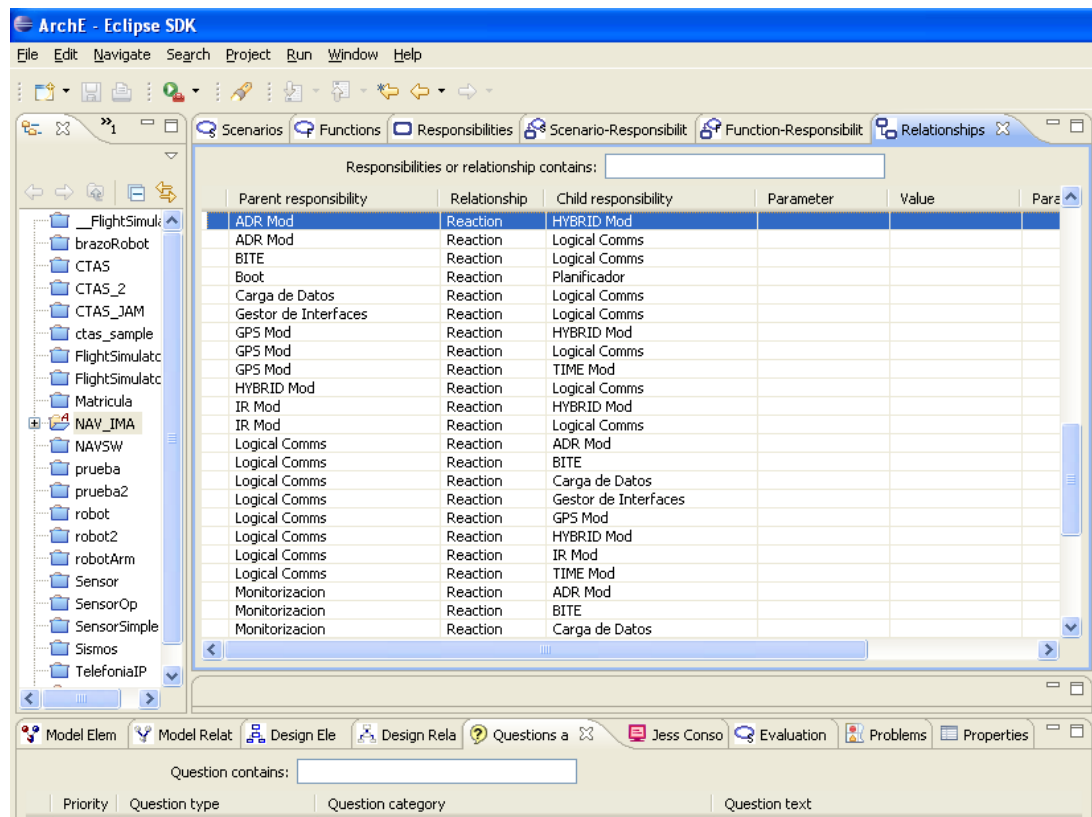 ArchE - Eclipse SDK
File Edit Navigate Search Project Run Window Help
1 Scenarios Functions Responsibilities Scenario-Responsibilit Function-Responsibilit Relationships
Responsibilities or relationship contains:
Parent responsibility Relationship Child responsibility Parameter Value Para
ADR Mod Reaction HYBRID Mod
ADR Mod Reaction Logical Comms
BITE Reaction Logical Comms
Boot Reaction Planificador
Carga de Datos Reaction Logical Comms
Gestor de Interfaces Reaction Logical Comms
GPS Mod Reaction HYBRID Mod
GPS Mod Reaction Logical Comms
GPS Mod Reaction TIME Mod
HYBRID Mod Reaction Logical Comms
IR Mod Reaction HYBRID Mod
IR Mod Reaction Logical Comms
Logical Comms Reaction ADR Mod
Logical Comms Reaction BITE
Logical Comms Reaction Carga de Datos
Logical Comms Reaction Gestor de Interfaces
Logical Comms Reaction GPS Mod
Logical Comms Reaction HYBRID Mod
Logical Comms Reaction IR Mod
Logical Comms Reaction TIME Mod
Monitorizacion Reaction ADR Mod
Monitorizacion Reaction BITE
Monitorizacion Reaction Carga de Datos
__FlightSimula
brazoRobot
CTAS
CTAS_2
CTAS_JAM
ctas_sample
FlightSimulatc
FlightSimulatc
Matricula
NAV_IMA
NAVSW
prueba
prueba2
robot
robot2
robotArm
Sensor
SensorOp
SensorSimple
Sismos
TelefoniaIP
Model Elem Model Relat Design Ele Design Rela Questions a Jess Conso Evaluation Problems Properties
Question contains:
Priority Question type Question category Question text